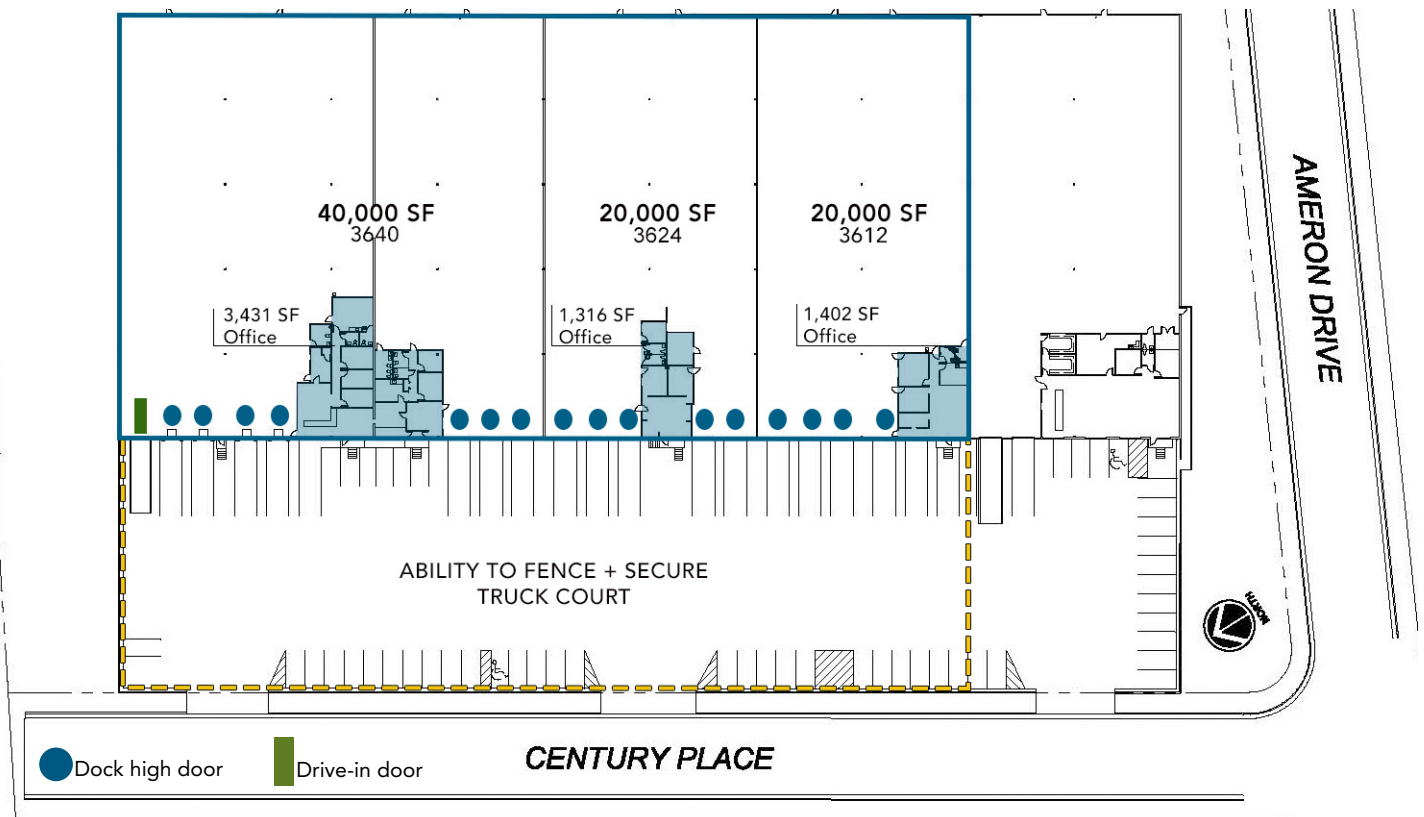 40,000 SF
3640
20,000 SF
3624
20,000 SF
3612
3,431 SF
Office
1,316 SF
Office
1,402 SF
Office
AMERON DRIVE
ABILITY TO FENCE + SECURE
TRUCK COURT
NORTH
CENTURY PLACE
Dock high door
Drive-in door